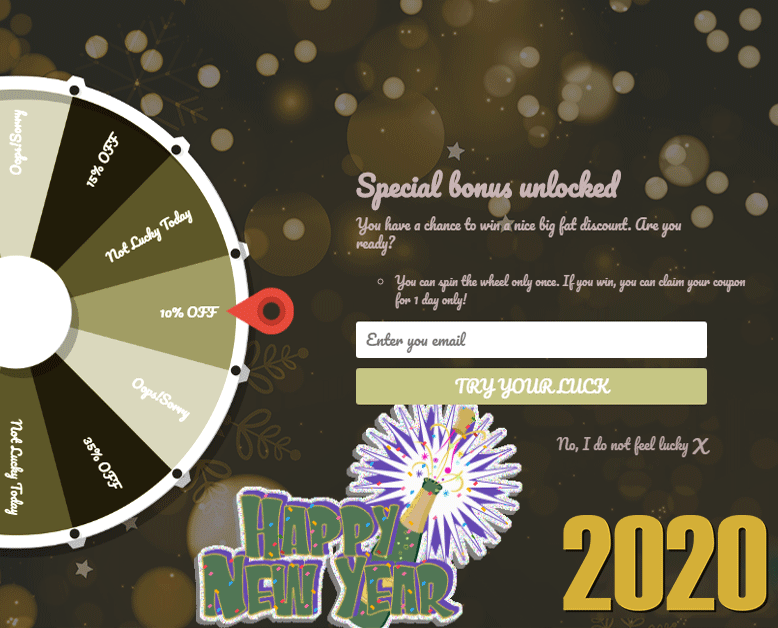 Oops!Sorry
15% OFF
Not Lucky Today
10% OFF
Oops!Sorry
35% OFF
Not Lucky Today
Special bonus unlocked
You have a chance to win a nice big fat discount. Are you
ready?
You can spin the wheel only once. If you win, you can claim your coupon
for 1 day only!
Enter you email
TRY YOUR LUCK
No, I do not feel lucky X
HAPPY
NEW YEAR
2020